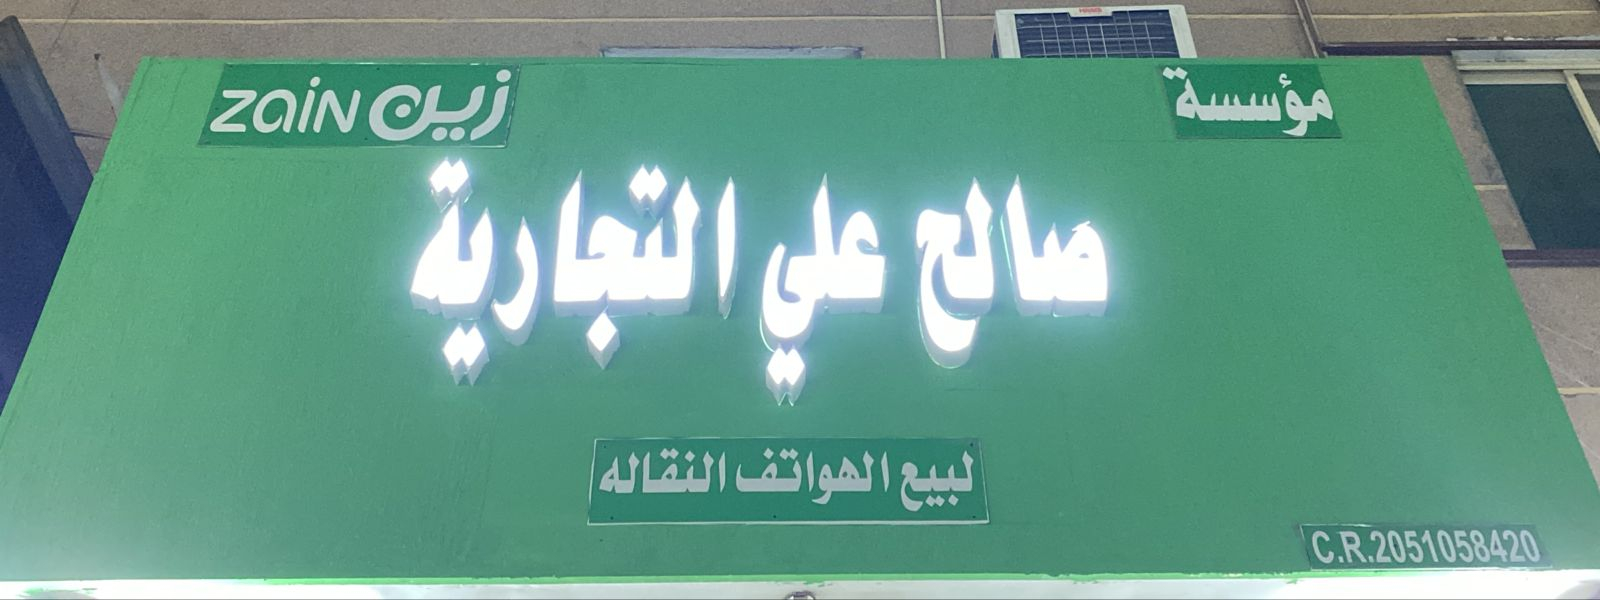 مؤسسة
zain زين
صالح علي التجارية
لبيع الهواتف النقاله
C.R.2051058420